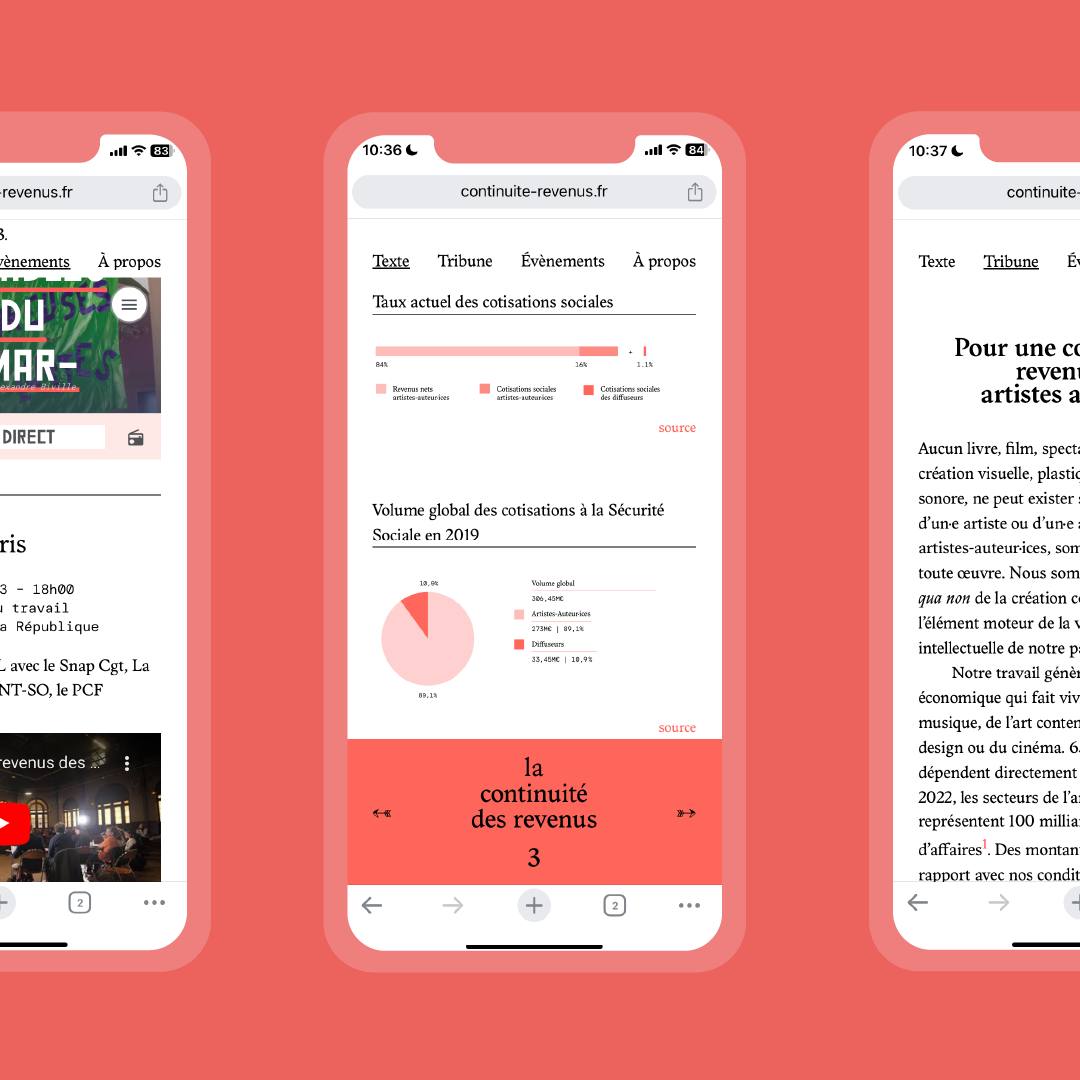 83
-revenus.fr
3.
vènements À propos
DU
MAR-
exandre Biville
DIRECT
ris
3 – 18h00
u travail
a République
L avec le Snap Cgt, La
NT-SO, le PCF
revenus des ...
2
10:36
84
continuite-revenus.fr
Texte Tribune Évènements À propos
Taux actuel des cotisations sociales
84% 16% + 1.1%
Revenus nets
artistes-auteur·ices
Cotisations sociales
artistes-auteurices
Cotisations sociales
des diffuseurs
source
Volume global des cotisations à la Sécurité
Sociale en 2019
10,9%
89,1%
Volume global
306,45M€
Artistes-Auteur·ices
273M€ | 89,1%
Diffuseurs
33,45M€ | 10,9%
source
la
continuité
des revenus
3
2
10:37
continuite-
Texte Tribune Év
Pour une co
revenu
artistes a
Aucun livre, film, specta
création visuelle, plastiq
sonore, ne peut exister s
d'un·e artiste ou d'un·e a
artistes-auteur·ices, som
toute œuvre. Nous som
qua non de la création co
l'élément moteur de la v
intellectuelle de notre pa
Notre travail génèr
économique qui fait viv
musique, de l'art conten
design ou du cinéma. 6
dépendent directement
2022, les secteurs de l'a
représentent 100 millia
d'affaires1. Des montant
rapport avec nos condit